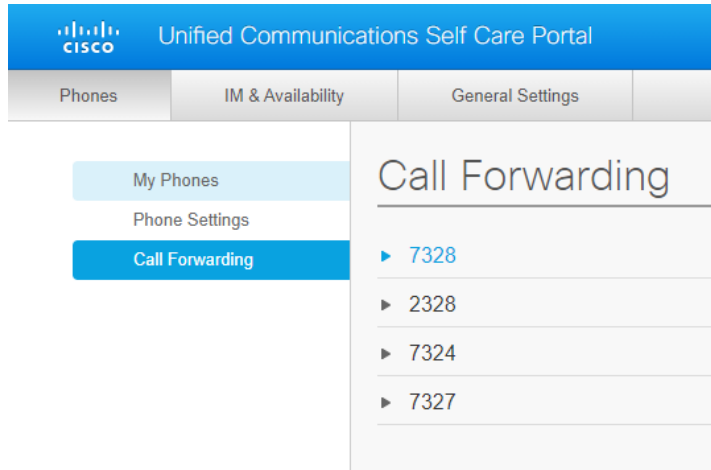 CISCO Unified Communications Self Care Portal
Phones IM & Availability General Settings
My Phones
Phone Settings
Call Forwarding
Call Forwarding
7328
2328
7324
7327